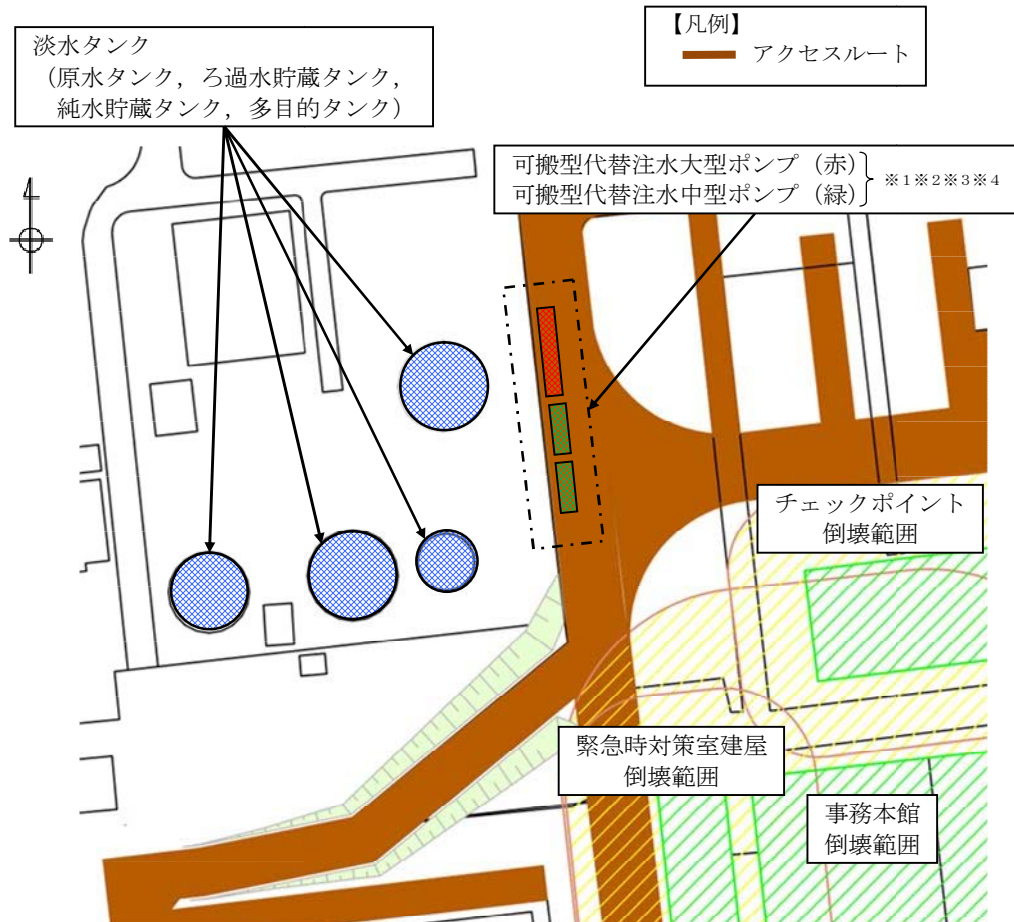 【凡例】
アクセスルート
淡水タンク
（原水タンク，ろ過水貯蔵タンク，
純水貯蔵タンク，多目的タンク）
可搬型代替注水大型ポンプ（赤）
可搬型代替注水中型ポンプ（緑）
※1※2※3※4
チェックポイント
倒壊範囲
緊急時対策室建屋
倒壊範囲
事務本館
倒壊範囲